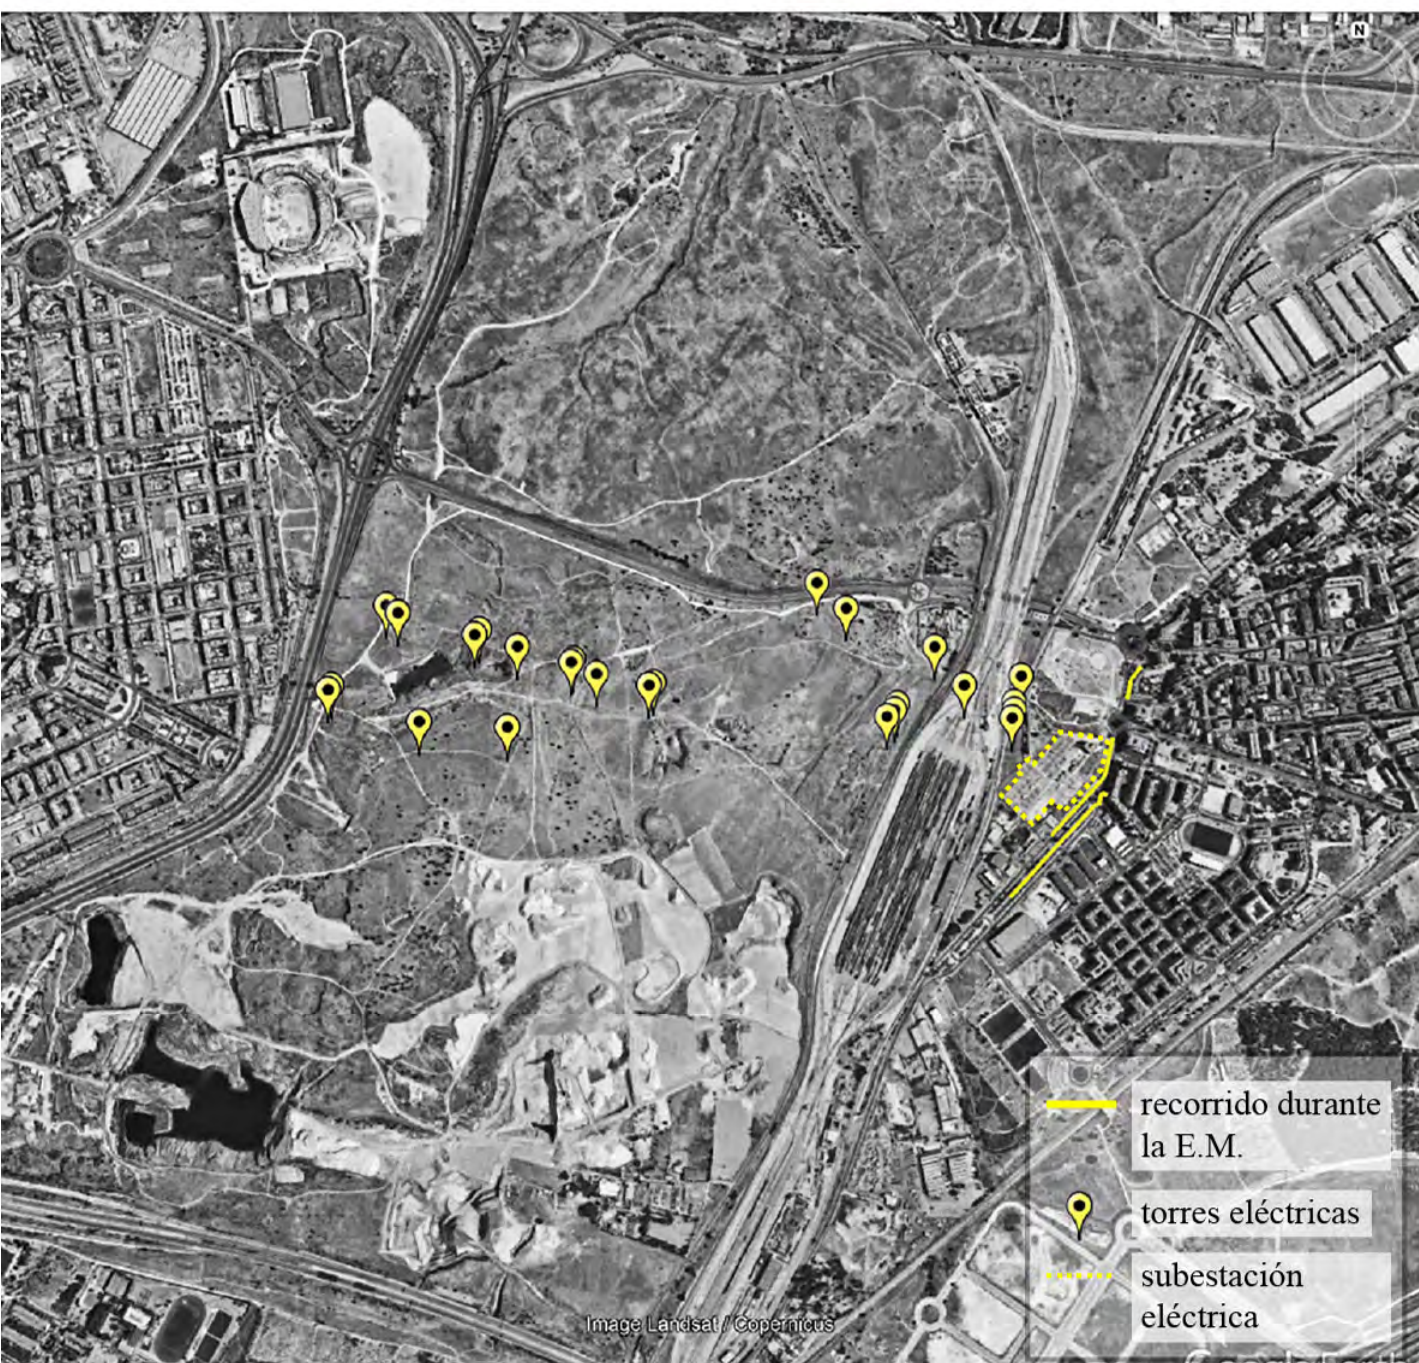 N
recorrido durante
la E.M.
torres eléctricas
subestación
eléctrica
Image Landsat / Copernicus